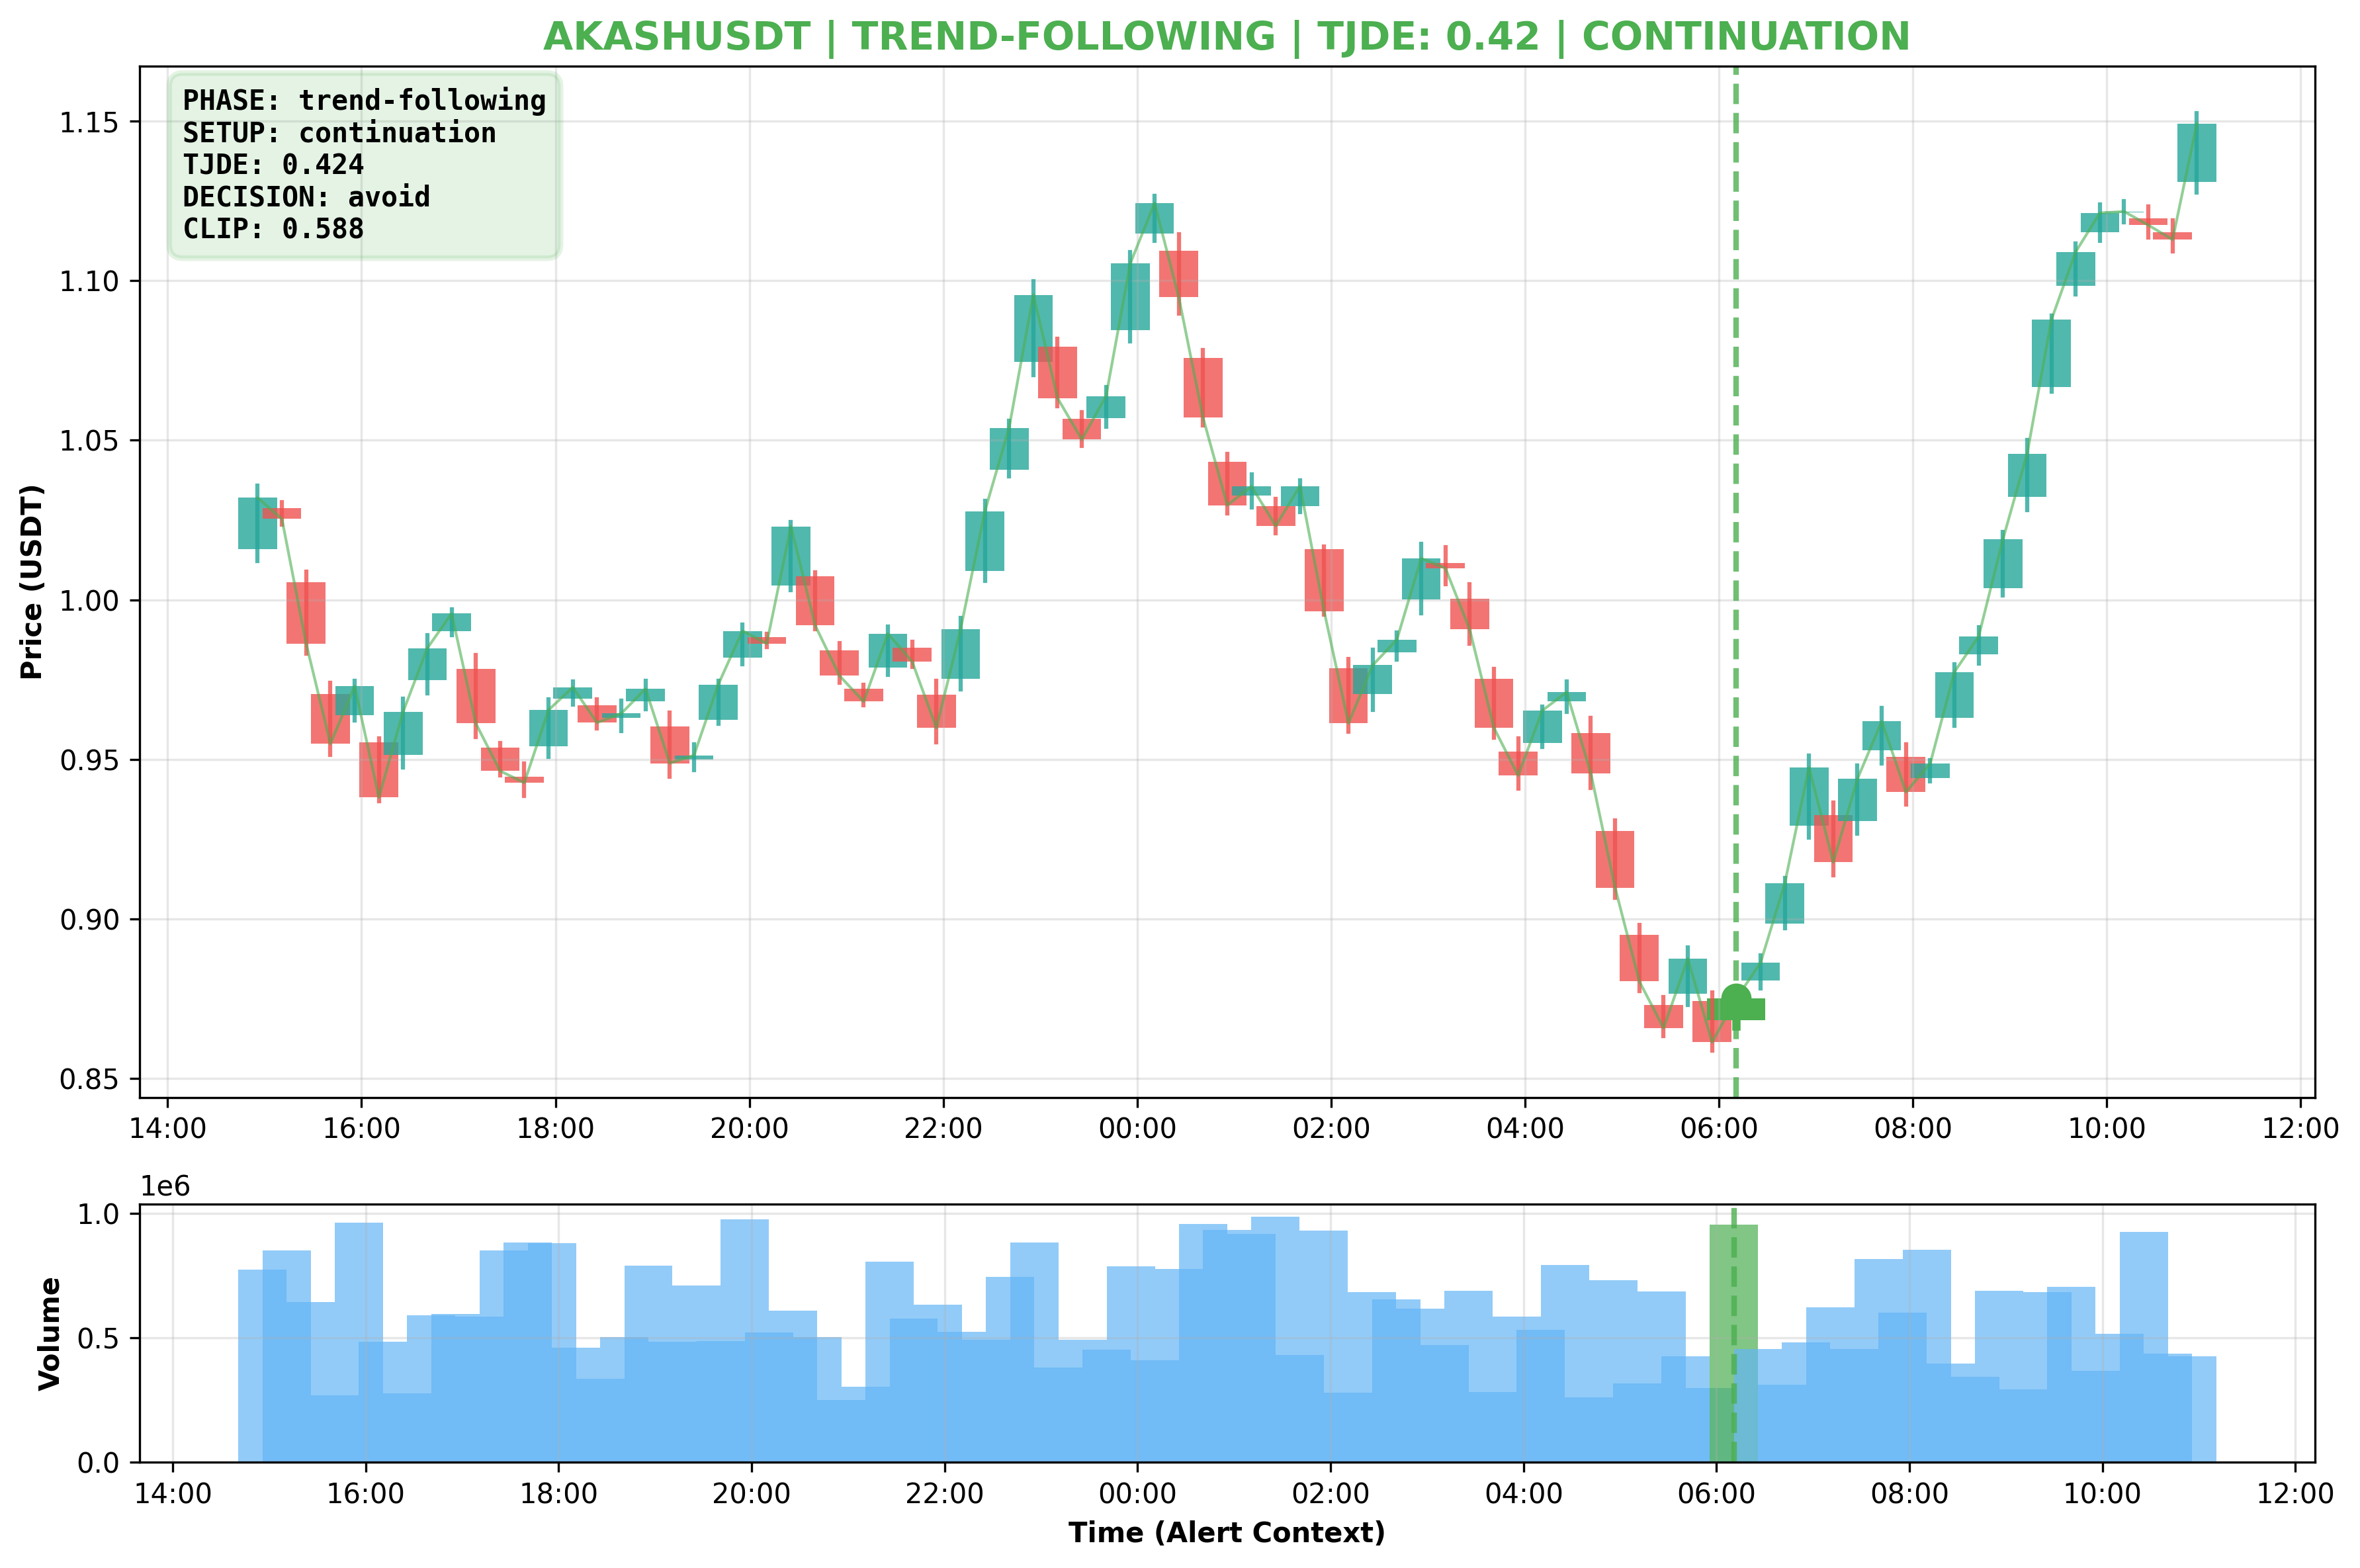 AKASHUSDT | TREND-FOLLOWING | TJDE: 0.42 | CONTINUATION
PHASE: trend-following
SETUP: continuation
TJDE: 0.424
DECISION: avoid
CLIP: 0.588
Price (USDT)
1.15
1.10
1.05
1.00
0.95
0.90
0.85
14:00 16:00 18:00 20:00 22:00 00:00 02:00 04:00 06:00 08:00 10:00 12:00
1e6
Volume
1.0
0.5
0.0
14:00 16:00 18:00 20:00 22:00 00:00 02:00 04:00 06:00 08:00 10:00 12:00
Time (Alert Context)